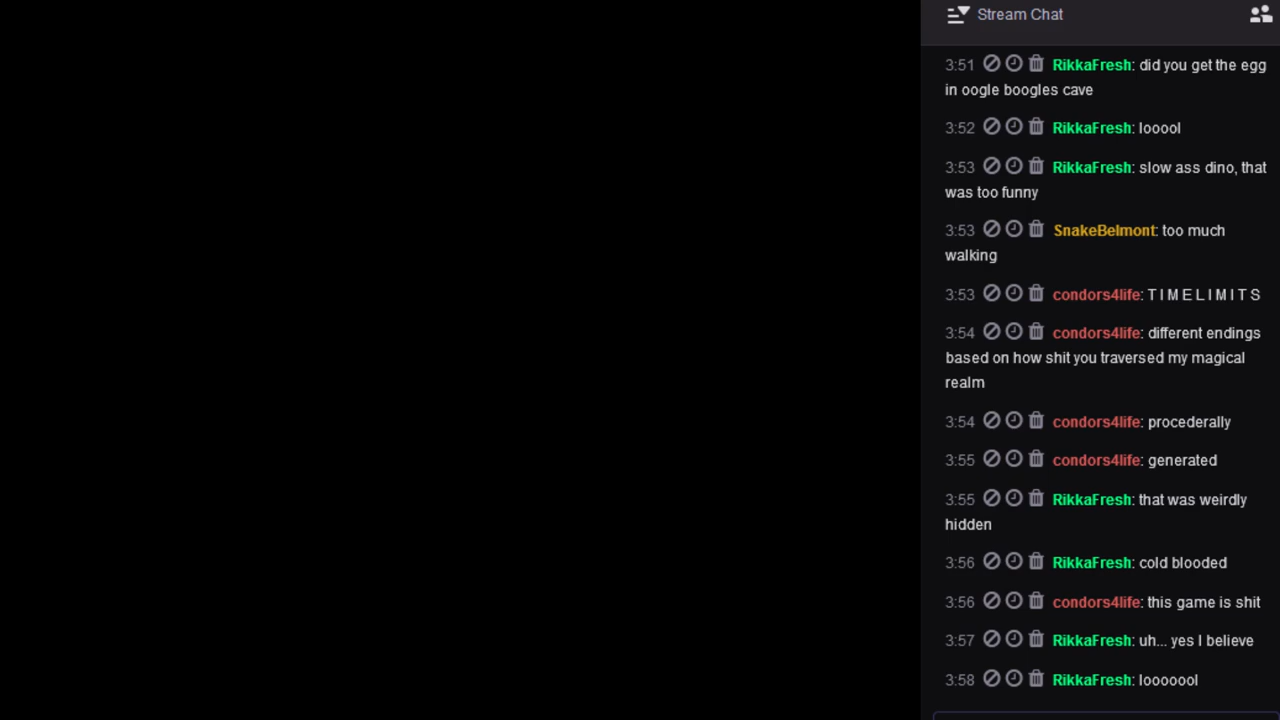 Stream Chat
3:51 RikkaFresh: did you get the egg
in oogle boogles cave
3:52 RikkaFresh: looool
3:53 RikkaFresh: slow ass dino, that
was too funny
3:53 SnakeBelmont: too much
walking
3:53 condors4life: T I M E L I M I T S
3:54 condors4life: different endings
based on how shit you traversed my magical
realm
3:54 condors4life: procederally
3:55 condors4life: generated
3:55 RikkaFresh: that was weirdly
hidden
3:56 RikkaFresh: cold blooded
3:56 condors4life: this game is shit
3:57 RikkaFresh: uh... yes I believe
3:58 RikkaFresh: looooool